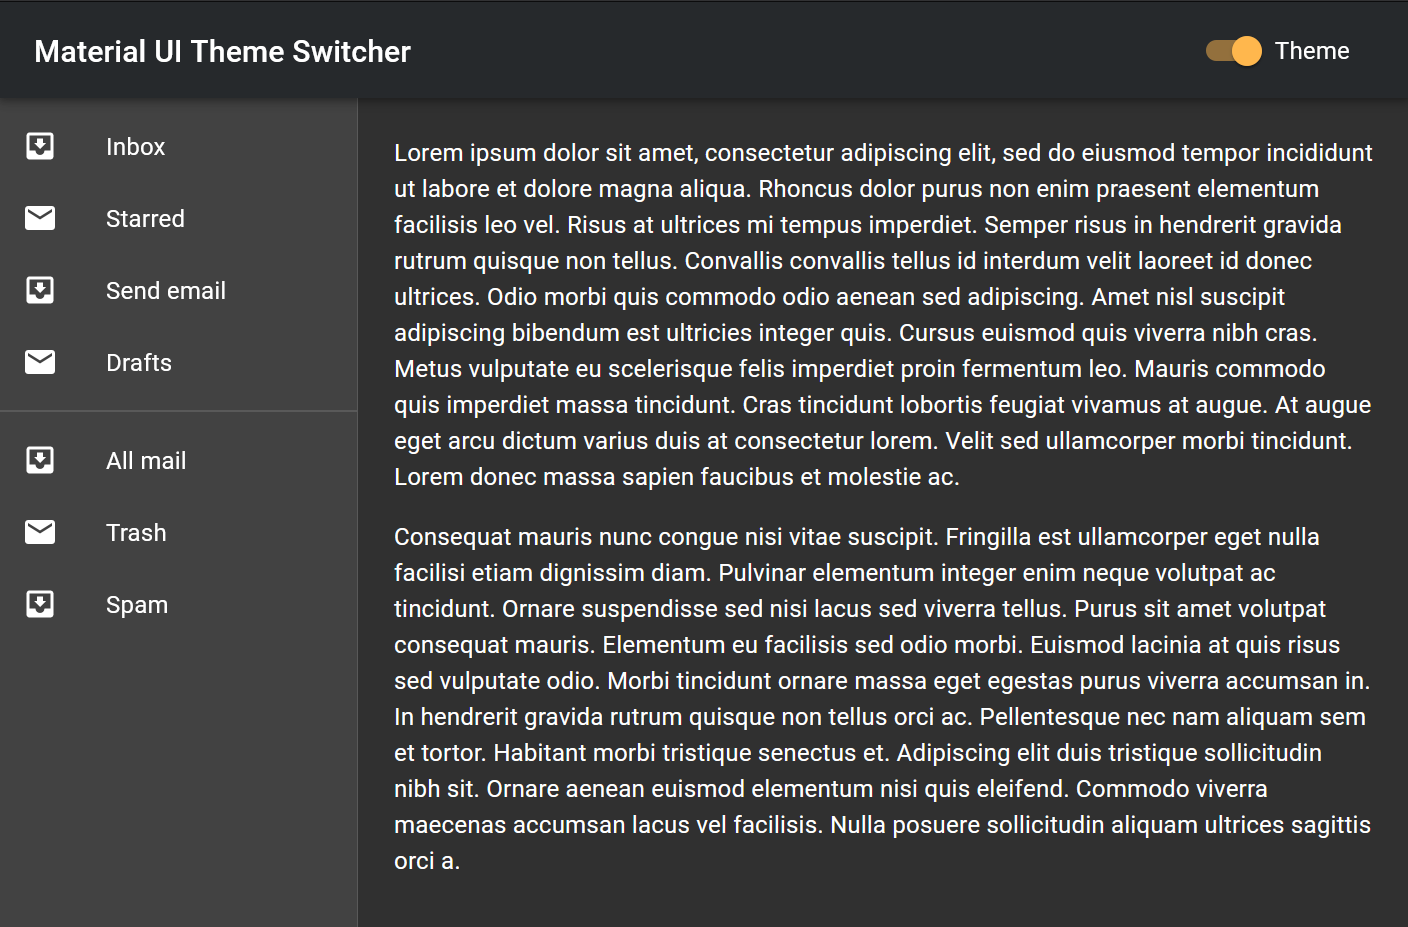 Material UI Theme Switcher
Theme
Inbox
Starred
Send email
Drafts
All mail
Trash
Spam
Lorem ipsum dolor sit amet, consectetur adipiscing elit, sed do eiusmod tempor incididunt
ut labore et dolore magna aliqua. Rhoncus dolor purus non enim praesent elementum
facilisis leo vel. Risus at ultrices mi tempus imperdiet. Semper risus in hendrerit gravida
rutrum quisque non tellus. Convallis convallis tellus id interdum velit laoreet id donec
ultrices. Odio morbi quis commodo odio aenean sed adipiscing. Amet nisl suscipit
adipiscing bibendum est ultricies integer quis. Cursus euismod quis viverra nibh cras.
Metus vulputate eu scelerisque felis imperdiet proin fermentum leo. Mauris commodo
quis imperdiet massa tincidunt. Cras tincidunt lobortis feugiat vivamus at augue. At augue
eget arcu dictum varius duis at consectetur lorem. Velit sed ullamcorper morbi tincidunt.
Lorem donec massa sapien faucibus et molestie ac.
Consequat mauris nunc congue nisi vitae suscipit. Fringilla est ullamcorper eget nulla
facilisi etiam dignissim diam. Pulvinar elementum integer enim neque volutpat ac
tincidunt. Ornare suspendisse sed nisi lacus sed viverra tellus. Purus sit amet volutpat
consequat mauris. Elementum eu facilisis sed odio morbi. Euismod lacinia at quis risus
sed vulputate odio. Morbi tincidunt ornare massa eget egestas purus viverra accumsan in.
In hendrerit gravida rutrum quisque non tellus orci ac. Pellentesque nec nam aliquam sem
et tortor. Habitant morbi tristique senectus et. Adipiscing elit duis tristique sollicitudin
nibh sit. Ornare aenean euismod elementum nisi quis eleifend. Commodo viverra
maecenas accumsan lacus vel facilisis. Nulla posuere sollicitudin aliquam ultrices sagittis
orci a.